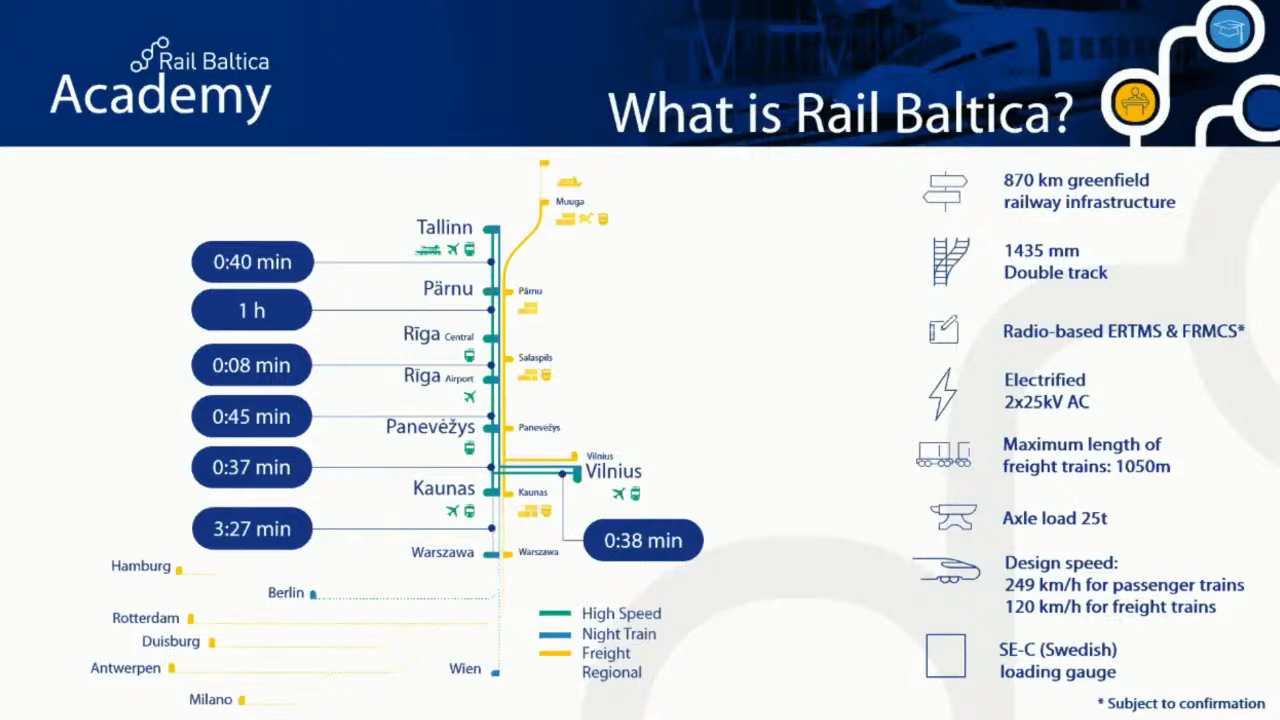 Rail Baltica
Academy
What is Rail Baltica?
Muuga
Tallinn
0:40 min
Pärnu
Pärnu
1 h
Rīga Central
Salaspils
0:08 min
Rīga Airport
0:45 min
Panevėžys
Panevėžys
Vilnius
0:37 min
Vilnius
Kaunas
Kaunas
3:27 min
0:38 min
Warszawa
Warszawa
Hamburg
Berlin
Rotterdam
Duisburg
Antwerpen
Wien
Milano
High Speed
Night Train
Freight
Regional
870 km greenfield
railway infrastructure
1435 mm
Double track
Radio-based ERTMS & FRMCS*
Electrified
2x25kV AC
Maximum length of
freight trains: 1050m
Axle load 25t
Design speed:
249 km/h for passenger trains
120 km/h for freight trains
SE-C (Swedish)
loading gauge
* Subject to confirmation